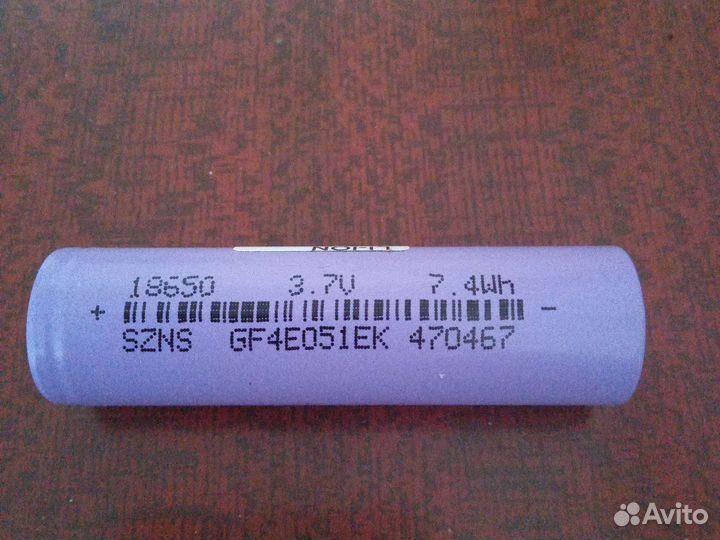 18650 3.7V 7.4Wh
+ -
SZNS GF4E051EK 470467
Avito